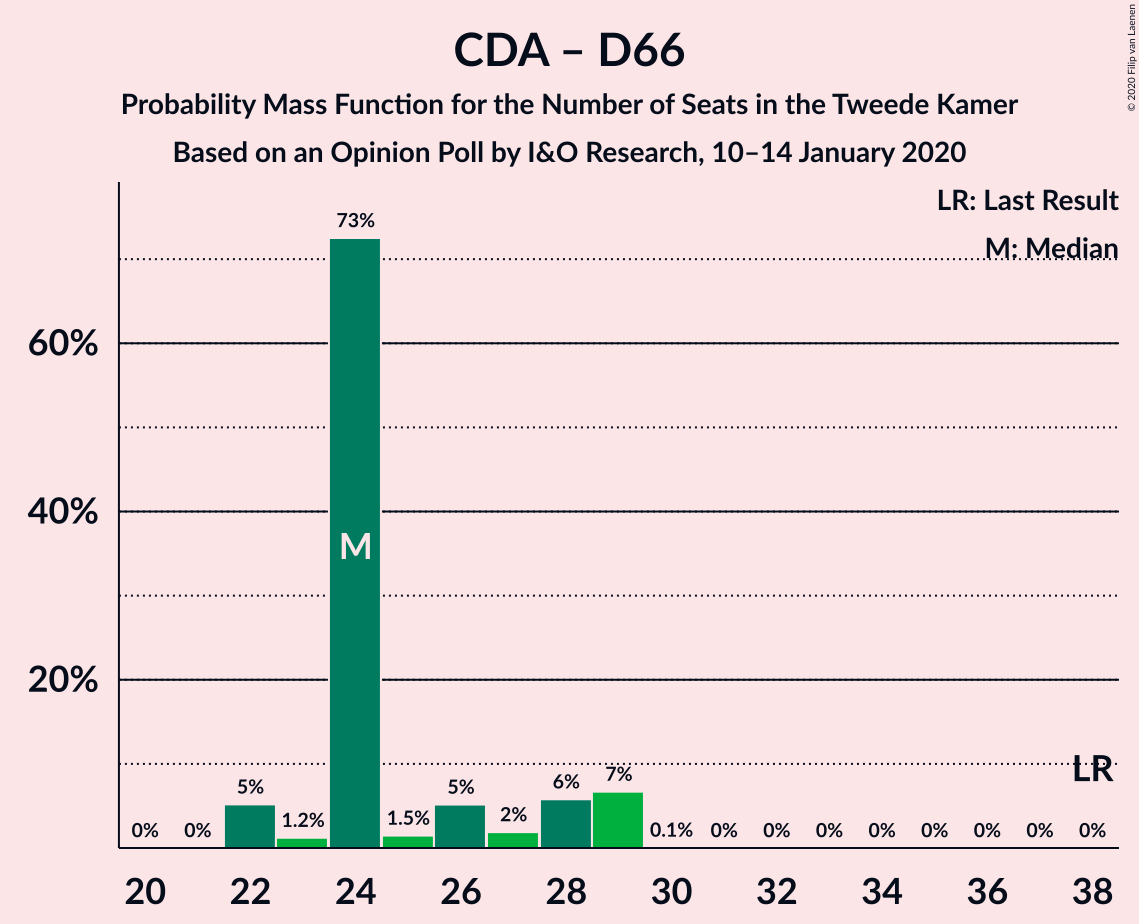 CDA – D66
Probability Mass Function for the Number of Seats in the Tweede Kamer
Based on an Opinion Poll by I&O Research, 10–14 January 2020
© 2020 Filip van Laenen
LR: Last Result
M: Median
73%
60%
40%
M
20%
LR
0% 0% 5% 1.2% 1.5% 5% 2% 6% 7% 0.1% 0% 0% 0% 0% 0% 0% 0% 0%
20 22 24 26 28 30 32 34 36 38